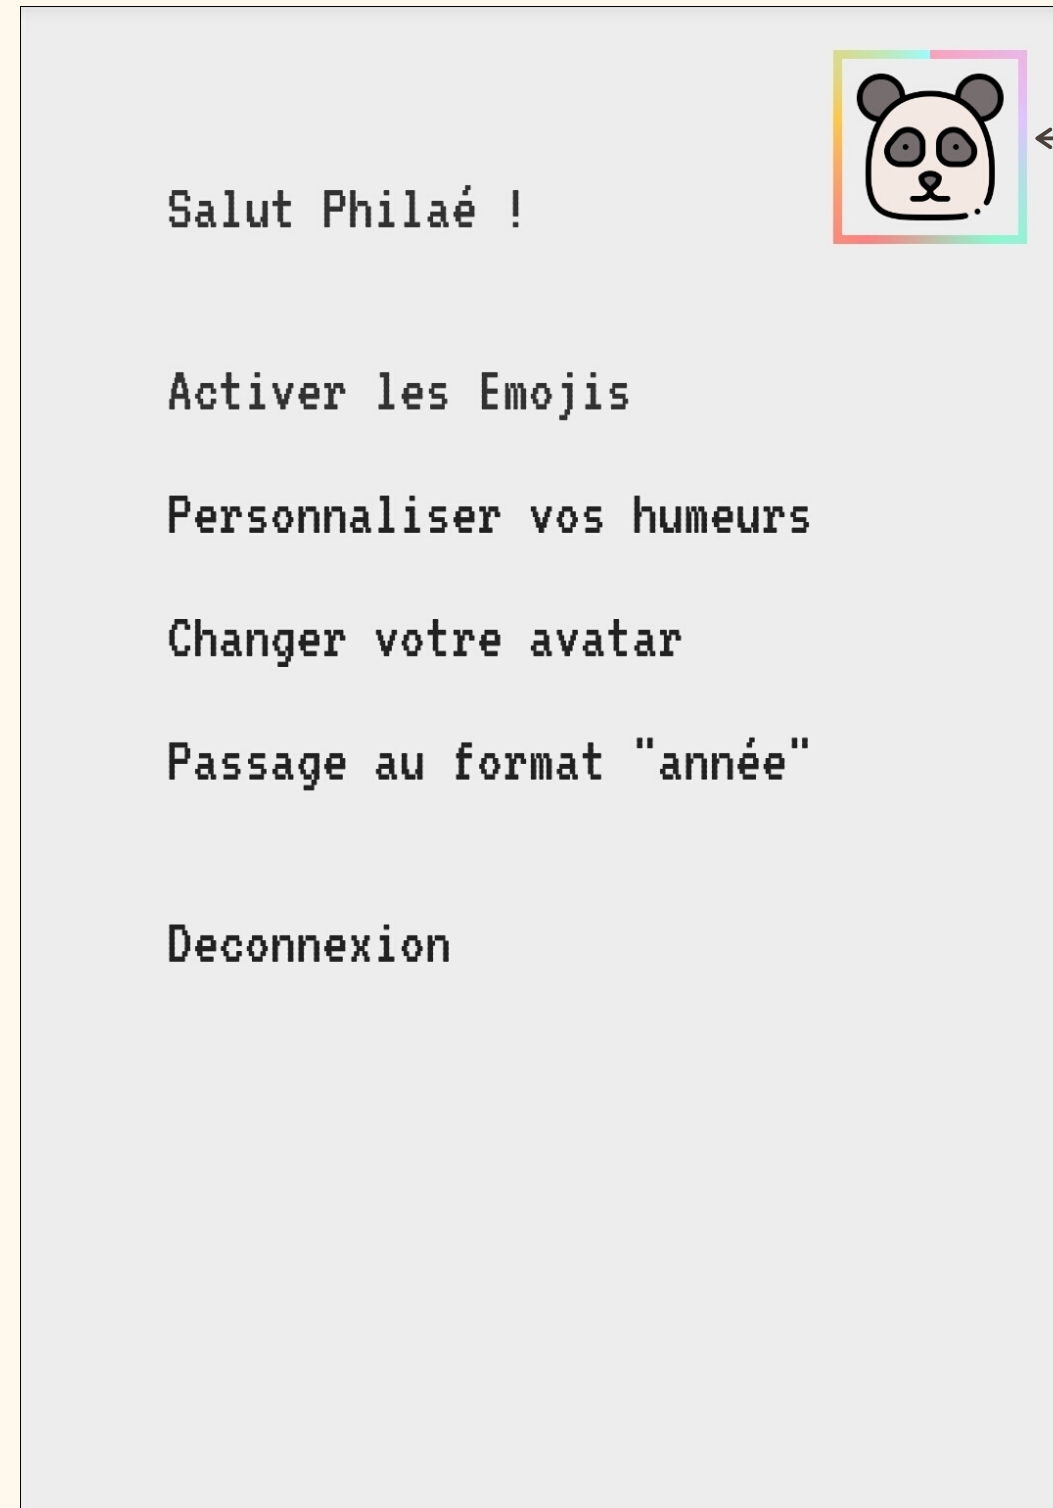 Salut Philaé !
Activer les Emojis
Personnaliser vos humeurs
Changer votre avatar
Passage au format "année"
Deconnexion